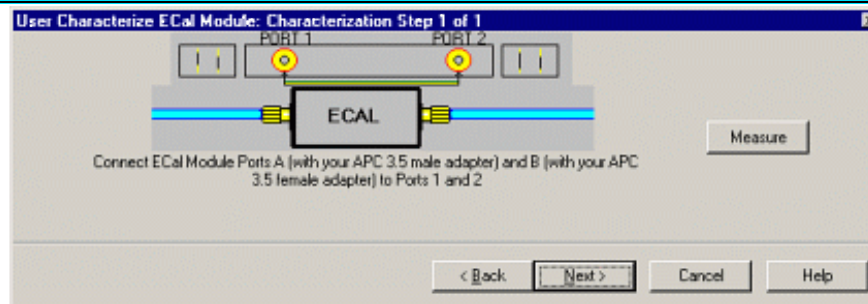 User Characterize ECal Module: Characterization Step 1 of 1
PORT 1 PORT 2
ECAL
Measure
Connect ECal Module Ports A (with your APC 3.5 male adapter) and B (with your APC
3.5 female adapter) to Ports 1 and 2
< Back Next > Cancel Help